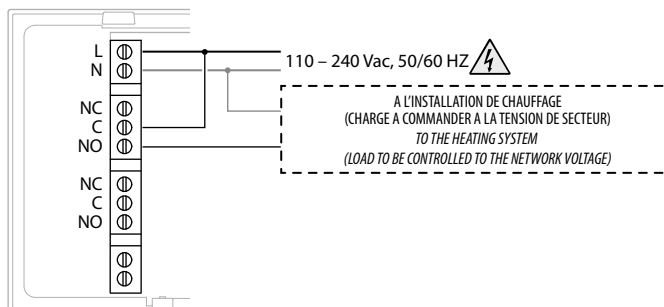 L
N
110 – 240 Vac, 50/60 HZ
NC
C
NO
A L'INSTALLATION DE CHAUFFAGE
(CHARGE A COMMANDER A LA TENSION DE SECTEUR)
TO THE HEATING SYSTEM
(LOAD TO BE CONTROLLED TO THE NETWORK VOLTAGE)
NC
C
NO